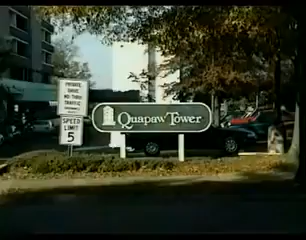 PRIVATE
DRIVE
NO THRU
TRAFFIC
SPEED
LIMIT
5
Quapaw Tower